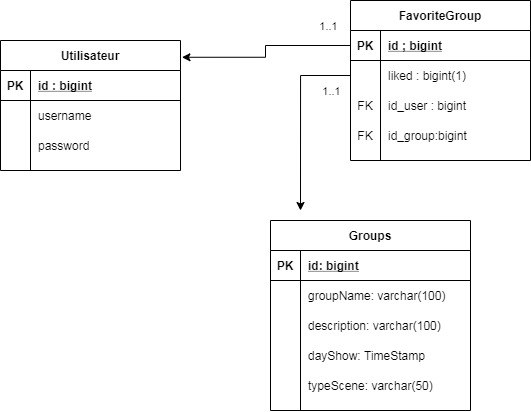 FavoriteGroup
PK id ; bigint
liked : bigint(1)
FK id_user : bigint
FK id_group:bigint
1..1
1..1
Utilisateur
PK id : bigint
username
password
Groups
PK id: bigint
groupName: varchar(100)
description: varchar(100)
dayShow: TimeStamp
typeScene: varchar(50)